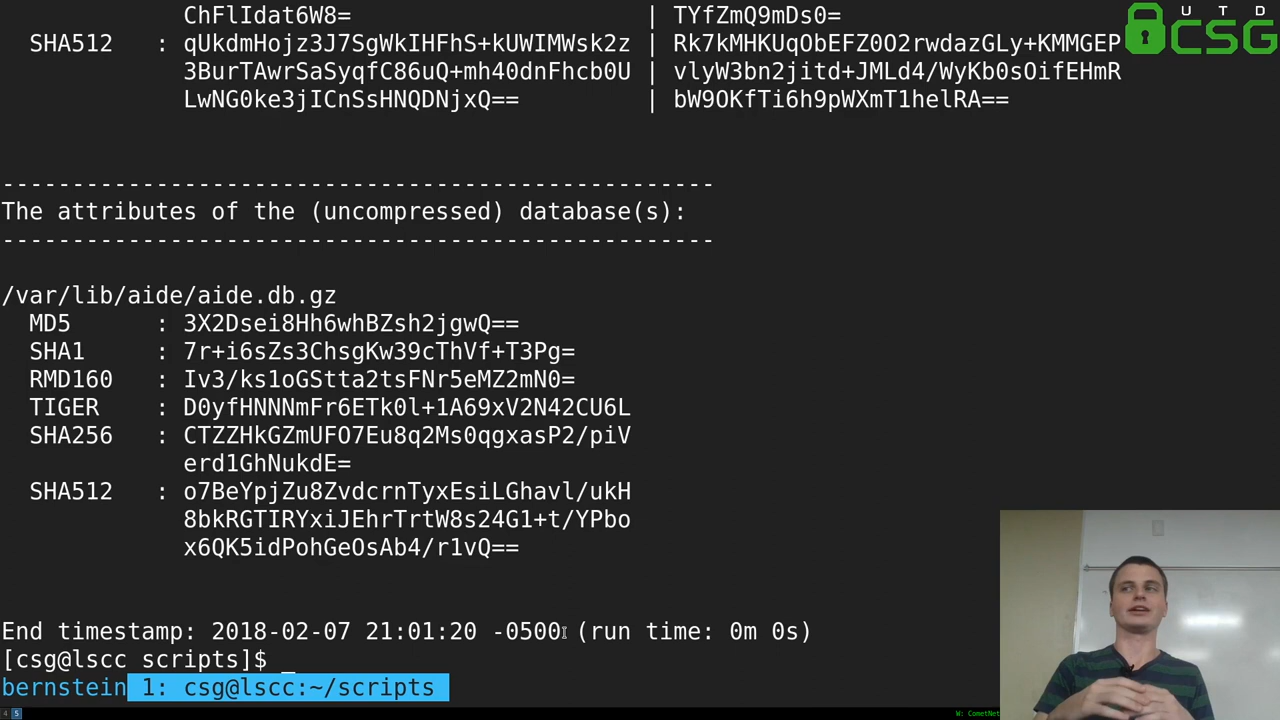 ChFlIdat6W8= | TYfZmQ9mDs0=
SHA512 : qUkdmHojz3J7SgWkIHFhS+kUWIMWsk2z | Rk7kMHKUqObEFZ0O2rwdazGLy+KMMGEP
3BurTAwrSaSyqfC86uQ+mh40dnFhcb0U | vlyW3bn2jitd+JMLd4/WyKb0sOifEHmR
LwNG0ke3jICnSsHNQDNjxQ== | bW9OKfTi6h9pWXmT1helRA==
UTD
CSG
---------------------------------------------------
The attributes of the (uncompressed) database(s):
---------------------------------------------------
/var/lib/aide/aide.db.gz
MD5 : 3X2Dsei8Hh6whBZsh2jgwQ==
SHA1 : 7r+i6sZs3ChsgKw39cThVf+T3Pg=
RMD160 : Iv3/ks1oGStta2tsFNr5eMZ2mN0=
TIGER : D0yfHNNNmFr6ETk0l+1A69xV2N42CU6L
SHA256 : CTZZHkGZmUFO7Eu8q2Ms0qgxasP2/piV
erd1GhNukdE=
SHA512 : o7BeYpjZu8ZvdcrnTyxEsiLGhavl/ukH
8bkRGTIRYxiJEhrTrtW8s24G1+t/YPbo
x6QK5idPohGeOsAb4/r1vQ==
End timestamp: 2018-02-07 21:01:20 -0500 (run time: 0m 0s)
[csg@lscc scripts]$ _
bernstein 1: csg@lscc:~/scripts
4 5 W: CometNet